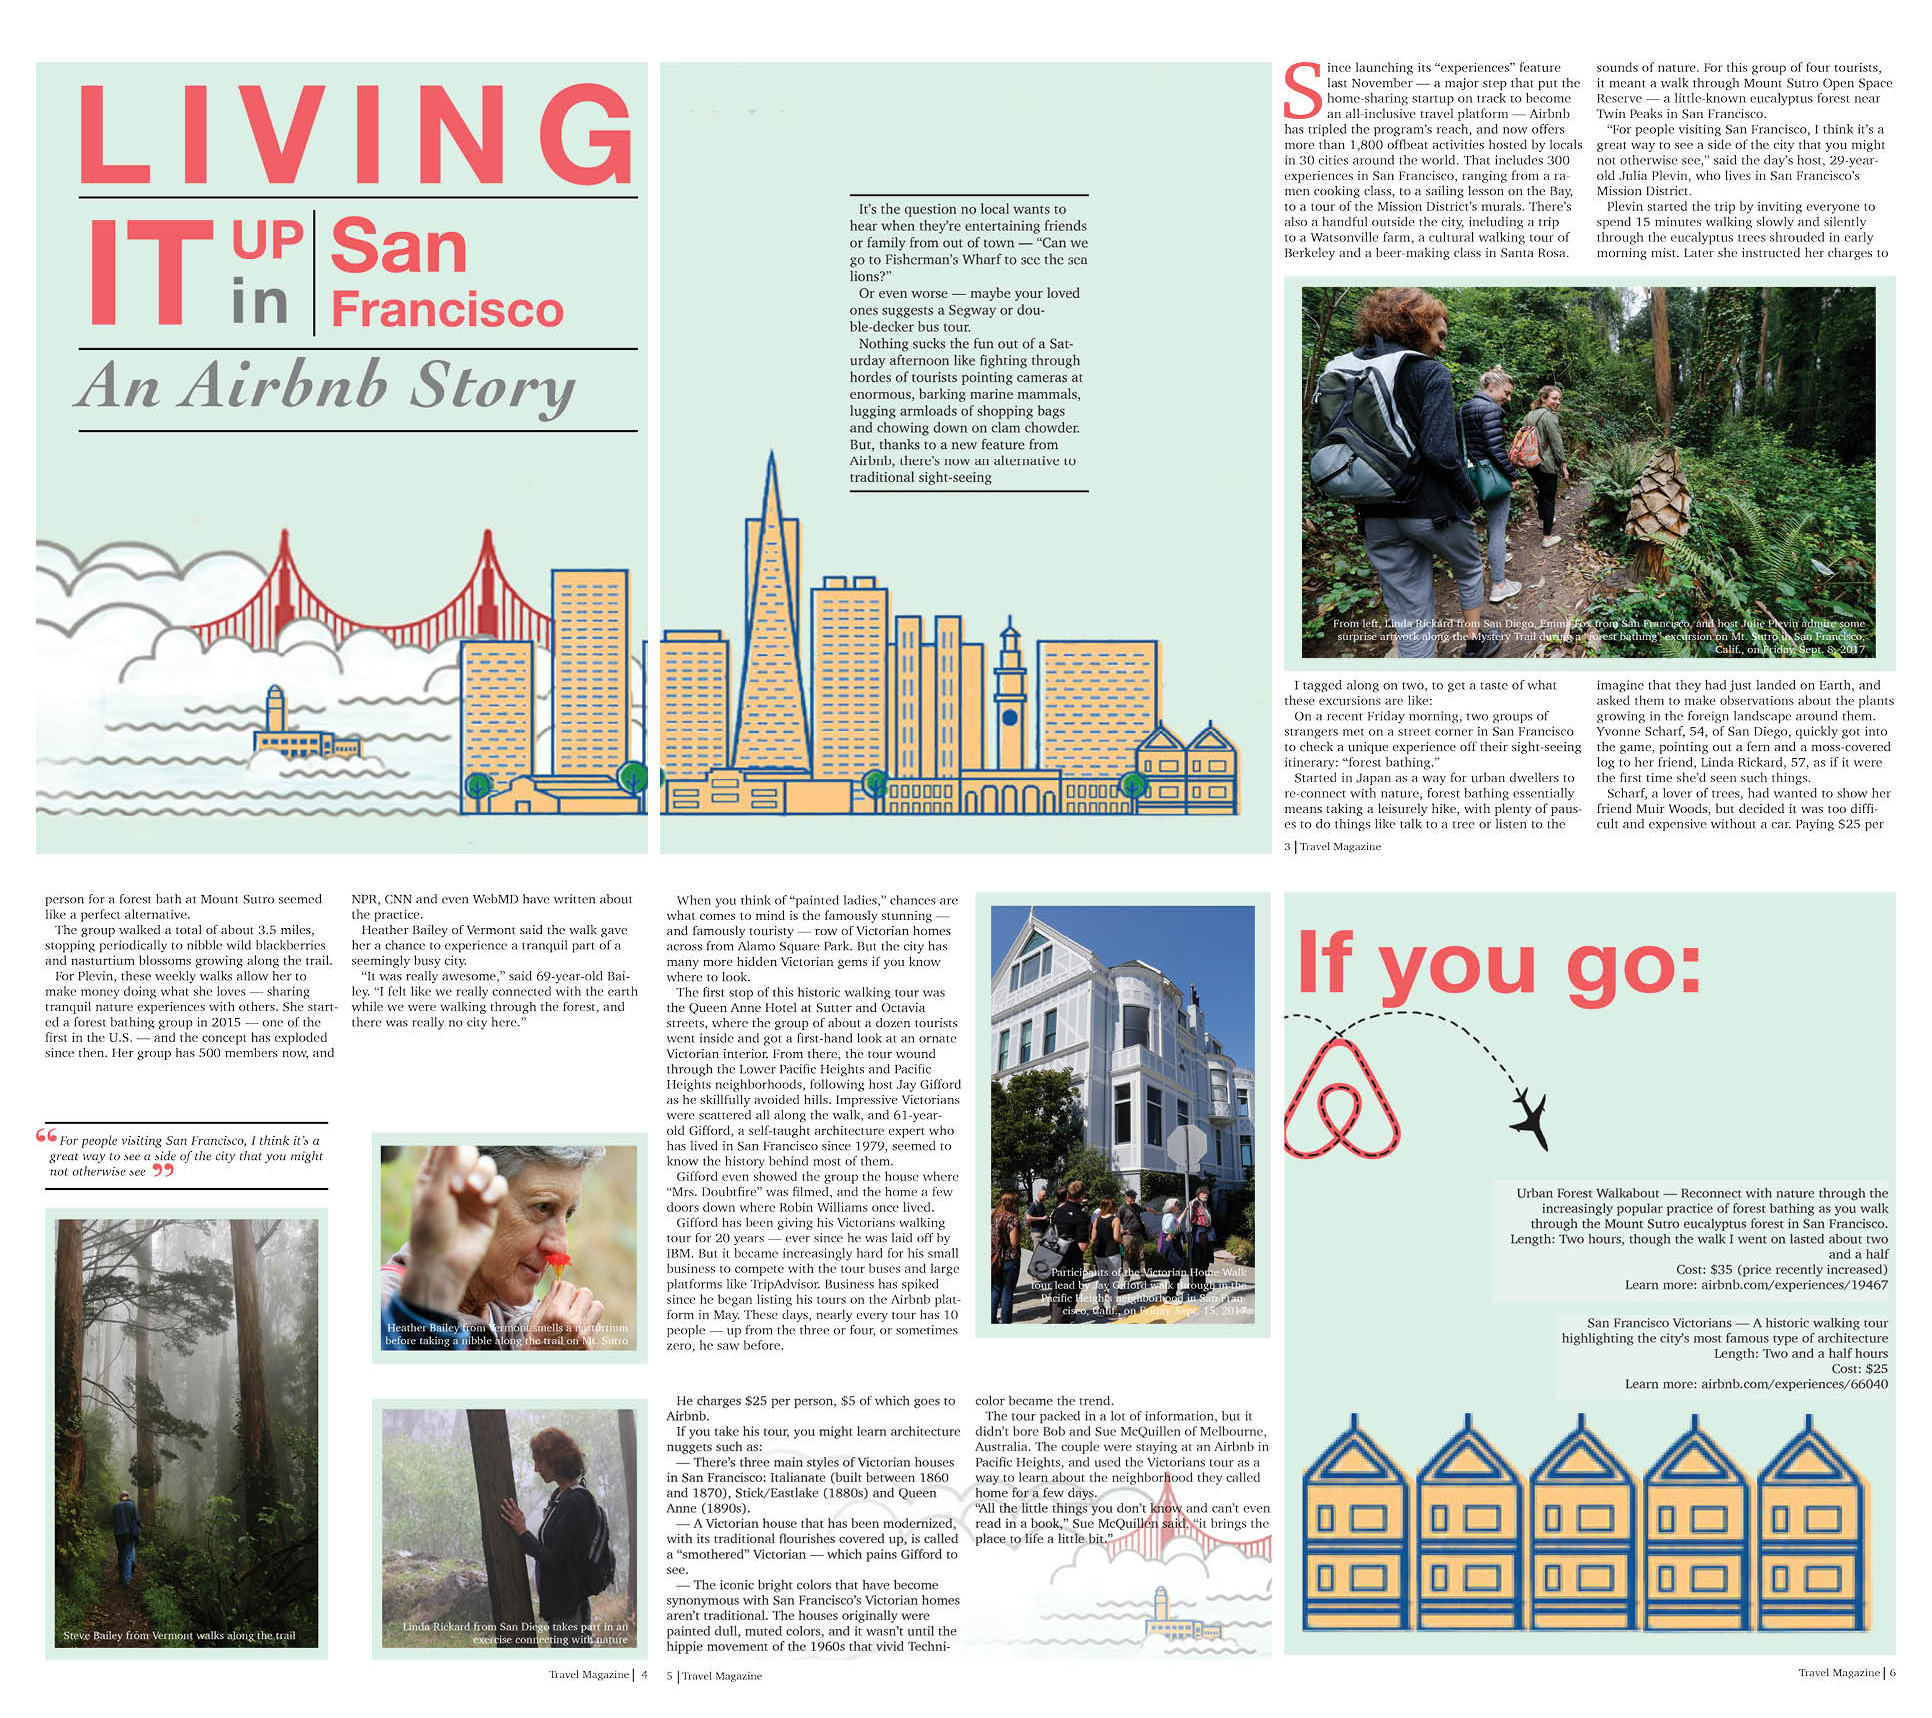 LIVING
IT UP in San Francisco
An Airbnb Story
It’s the question no local wants to
hear when they’re entertaining friends
or family from out of town — “Can we
go to Fisherman’s Wharf to see the sea
lions?”
Or even worse — maybe your loved
ones suggests a Segway or dou-
ble-decker bus tour.
Nothing sucks the fun out of a Sat-
urday afternoon like fighting through
hordes of tourists pointing cameras at
enormous, barking marine mammals,
lugging armloads of shopping bags
and chowing down on clam chowder.
But, thanks to a new feature from
Airbnb, there’s now an alternative to
traditional sight-seeing
Since launching its “experiences” feature
last November — a major step that put the
home-sharing startup on track to become
an all-inclusive travel platform — Airbnb
has tripled the program’s reach, and now offers
more than 1,800 offbeat activities hosted by locals
in 30 cities around the world. That includes 300
experiences in San Francisco, ranging from a ra-
men cooking class, to a sailing lesson on the Bay,
to a tour of the Mission District’s murals. There’s
also a handful outside the city, including a trip
to a Watsonville farm, a cultural walking tour of
Berkeley and a beer-making class in Santa Rosa.
I tagged along on two, to get a taste of what
these excursions are like:
On a recent Friday morning, two groups of
strangers met on a street corner in San Francisco
to check a unique experience off their sight-seeing
itinerary: “forest bathing.”
Started in Japan as a way for urban dwellers to
re-connect with nature, forest bathing essentially
means taking a leisurely hike, with plenty of paus-
es to do things like talk to a tree or listen to the
sounds of nature. For this group of four tourists,
it meant a walk through Mount Sutro Open Space
Reserve — a little-known eucalyptus forest near
Twin Peaks in San Francisco.
“For people visiting San Francisco, I think it’s a
great way to see a side of the city that you might
not otherwise see,” said the day’s host, 29-year-
old Julia Plevin, who lives in San Francisco’s
Mission District.
Plevin started the trip by inviting everyone to
spend 15 minutes walking slowly and silently
through the eucalyptus trees shrouded in early
morning mist. Later she instructed her charges to
From left, Linda Rickard from San Diego, Emma Fox from San Francisco, and host Julie Plevin admire some
surprise artwork along the Mystery Trail during a “forest bathing” excursion on Mt. Sutro in San Francisco,
Calif., on Friday, Sept. 8, 2017
imagine that they had just landed on Earth, and
asked them to make observations about the plants
growing in the foreign landscape around them.
Yvonne Scharf, 54, of San Diego, quickly got into
the game, pointing out a fern and a moss-covered
log to her friend, Linda Rickard, 57, as if it were
the first time she’d seen such things.
Scharf, a lover of trees, had wanted to show her
friend Muir Woods, but decided it was too diffi-
cult and expensive without a car. Paying $25 per
3 | Travel Magazine
person for a forest bath at Mount Sutro seemed
like a perfect alternative.
The group walked a total of about 3.5 miles,
stopping periodically to nibble wild blackberries
and nasturtium blossoms growing along the trail.
For Plevin, these weekly walks allow her to
make money doing what she loves — sharing
tranquil nature experiences with others. She start-
ed a forest bathing group in 2015 — one of the
first in the U.S. — and the concept has exploded
since then. Her group has 500 members now, and
NPR, CNN and even WebMD have written about
the practice.
Heather Bailey of Vermont said the walk gave
her a chance to experience a tranquil part of a
seemingly busy city.
“It was really awesome,” said 69-year-old Bai-
ley. “I felt like we really connected with the earth
while we were walking through the forest, and
there was really no city here.”
“For people visiting San Francisco, I think it’s a
great way to see a side of the city that you might
not otherwise see ”
Steve Bailey from Vermont walks along the trail
Heather Bailey from Vermont smells a nasturtium
before taking a nibble along the trail on Mt. Sutro
Linda Rickard from San Diego takes part in an
exercise connecting with nature
Travel Magazine | 4
When you think of “painted ladies,” chances are
what comes to mind is the famously stunning —
and famously touristy — row of Victorian homes
across from Alamo Square Park. But the city has
many more hidden Victorian gems if you know
where to look.
The first stop of this historic walking tour was
the Queen Anne Hotel at Sutter and Octavia
streets, where the group of about a dozen tourists
went inside and got a first-hand look at an ornate
Victorian interior. From there, the tour wound
through the Lower Pacific Heights and Pacific
Heights neighborhoods, following host Jay Gifford
as he skillfully avoided hills. Impressive Victorians
were scattered all along the walk, and 61-year-
old Gifford, a self-taught architecture expert who
has lived in San Francisco since 1979, seemed to
know the history behind most of them.
Gifford even showed the group the house where
“Mrs. Doubtfire” was filmed, and the home a few
doors down where Robin Williams once lived.
Gifford has been giving his Victorians walking
tour for 20 years — ever since he was laid off by
IBM. But it became increasingly hard for his small
business to compete with the tour buses and large
platforms like TripAdvisor. Business has spiked
since he began listing his tours on the Airbnb plat-
form in May. These days, nearly every tour has 10
people — up from the three or four, or sometimes
zero, he saw before.
Participants of the Victorian Home Walk
tour lead by Jay Gifford walk through in the
Pacific Heights neighborhood in San Fran-
cisco, Calif., on Friday, Sept. 15, 2017.
He charges $25 per person, $5 of which goes to
Airbnb.
If you take his tour, you might learn architecture
nuggets such as:
— There’s three main styles of Victorian houses
in San Francisco: Italianate (built between 1860
and 1870), Stick/Eastlake (1880s) and Queen
Anne (1890s).
— A Victorian house that has been modernized,
with its traditional flourishes covered up, is called
a “smothered” Victorian — which pains Gifford to
see.
— The iconic bright colors that have become
synonymous with San Francisco’s Victorian homes
aren’t traditional. The houses originally were
painted dull, muted colors, and it wasn’t until the
hippie movement of the 1960s that vivid Techni-
color became the trend.
The tour packed in a lot of information, but it
didn’t bore Bob and Sue McQuillen of Melbourne,
Australia. The couple were staying at an Airbnb in
Pacific Heights, and used the Victorians tour as a
way to learn about the neighborhood they called
home for a few days.
“All the little things you don’t know and can’t even
read in a book,” Sue McQuillen said, “it brings the
place to life a little bit.”
5 | Travel Magazine
If you go:
Urban Forest Walkabout — Reconnect with nature through the
increasingly popular practice of forest bathing as you walk
through the Mount Sutro eucalyptus forest in San Francisco.
Length: Two hours, though the walk I went on lasted about two
and a half
Cost: $35 (price recently increased)
Learn more: airbnb.com/experiences/19467
San Francisco Victorians — A historic walking tour
highlighting the city’s most famous type of architecture
Length: Two and a half hours
Cost: $25
Learn more: airbnb.com/experiences/66040
Travel Magazine | 6